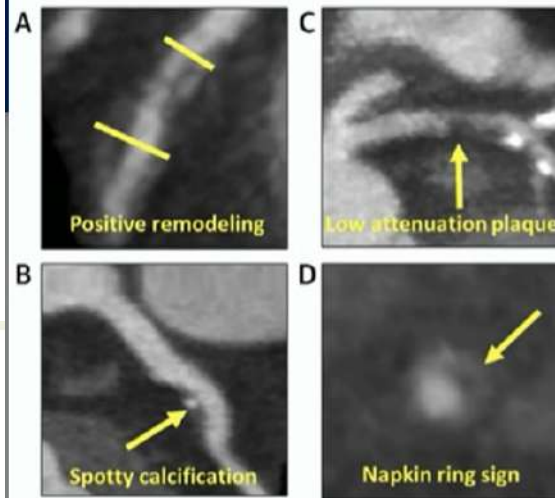 A
Positive remodeling
C
Low attenuation plaque
B
Spotty calcification
D
Napkin ring sign